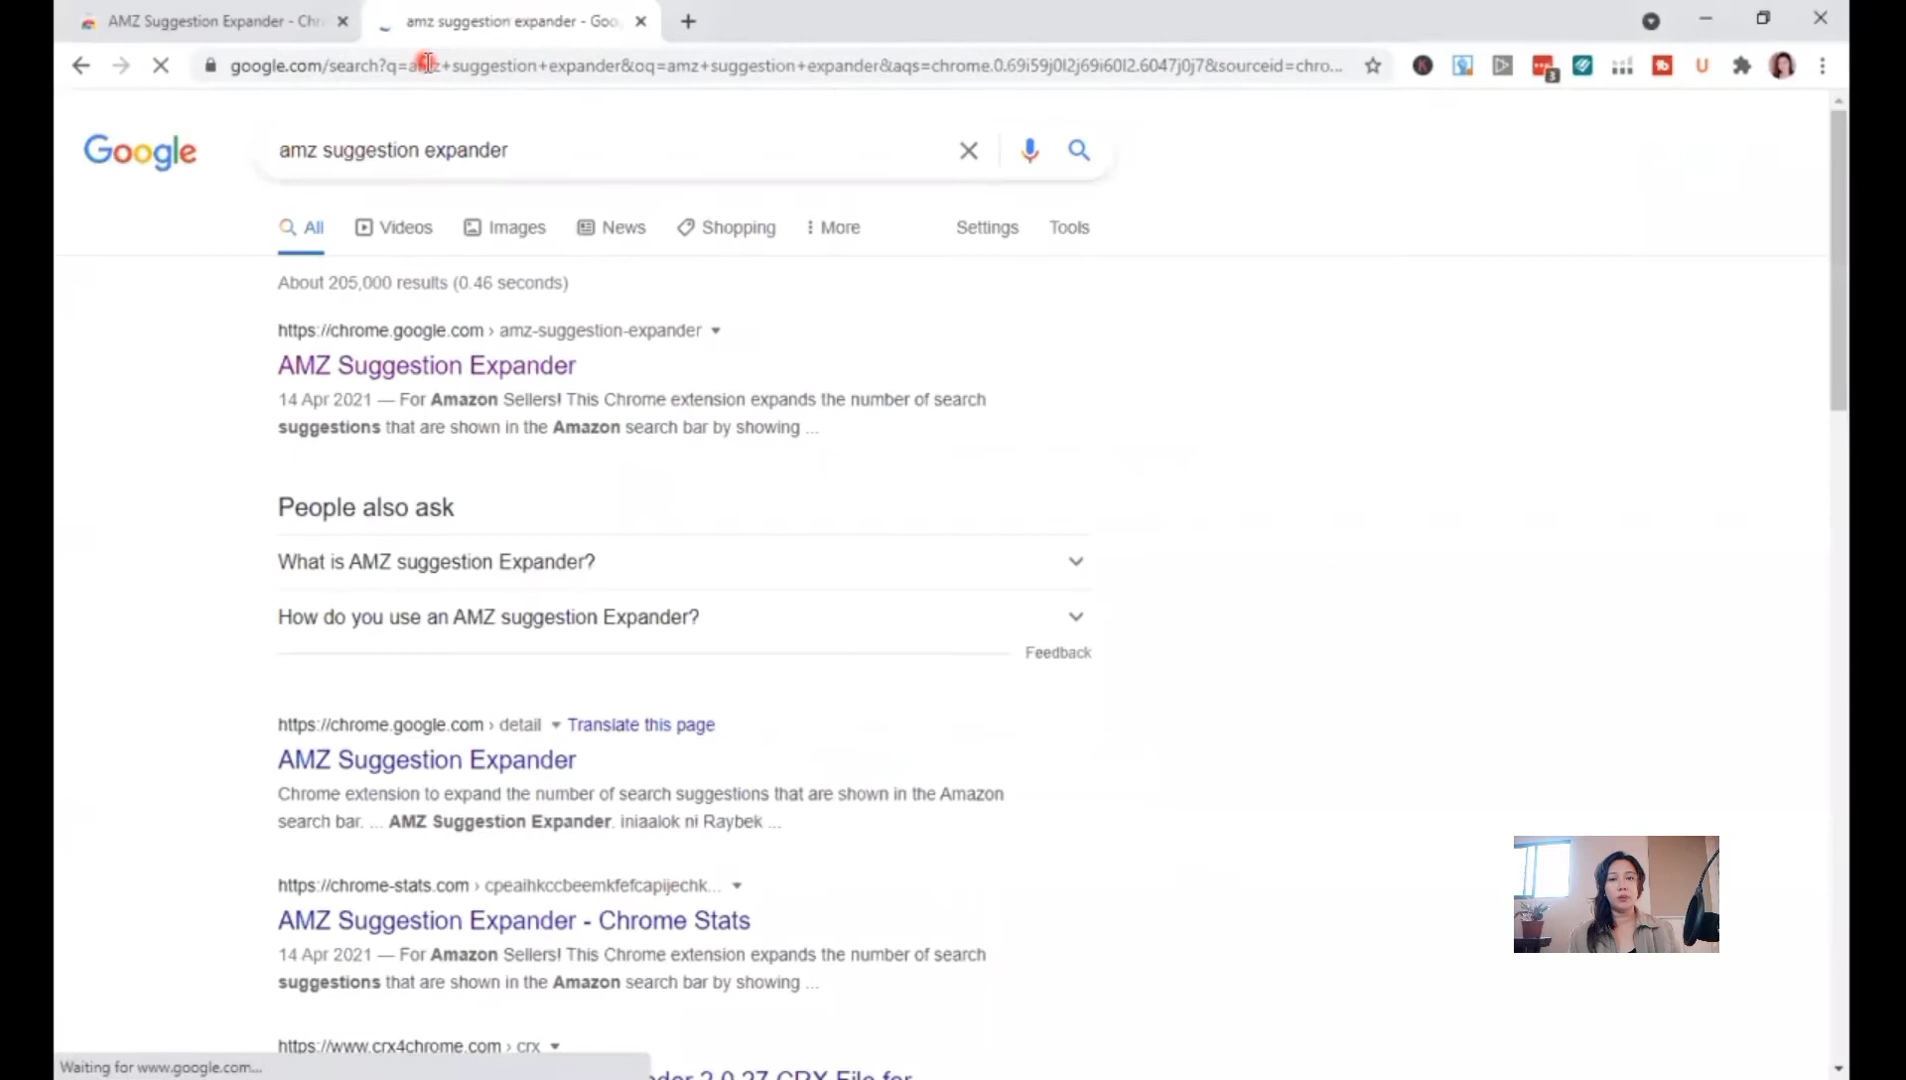 AMZ Suggestion Expander - Chr
amz suggestion expander - Goo
google.com/search?q=amz+suggestion+expander&oq=amz+suggestion+expander&aqs=chrome.0.69i59j0l2j69i60l2.6047j0j7&sourceid=chro...
3
Google
amz suggestion expander
All
Videos
Images
News
Shopping
More
Settings
Tools
About 205,000 results (0.46 seconds)
https://chrome.google.com › amz-suggestion-expander
AMZ Suggestion Expander
14 Apr 2021 — For Amazon Sellers! This Chrome extension expands the number of search
suggestions that are shown in the Amazon search bar by showing ...
People also ask
What is AMZ suggestion Expander?
How do you use an AMZ suggestion Expander?
Feedback
https://chrome.google.com › detail Translate this page
AMZ Suggestion Expander
Chrome extension to expand the number of search suggestions that are shown in the Amazon
search bar. ... AMZ Suggestion Expander. iniaalok ni Raybek ...
https://chrome-stats.com › cpeaihkccbeemkfefcapijechk...
AMZ Suggestion Expander - Chrome Stats
14 Apr 2021 — For Amazon Sellers! This Chrome extension expands the number of search
suggestions that are shown in the Amazon search bar by showing ...
https://www.crx4chrome.com › crx
2.0.27 CRX File for
Waiting for www.google.com...